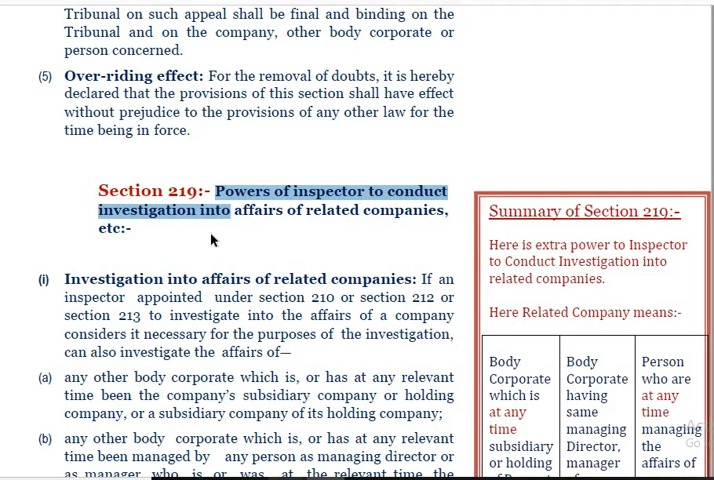 Tribunal on such appeal shall be final and binding on the
Tribunal and on the company, other body corporate or
person concerned.
(5) Over-riding effect: For the removal of doubts, it is hereby
declared that the provisions of this section shall have effect
without prejudice to the provisions of any other law for the
time being in force.
Section 219:- Powers of inspector to conduct
investigation into affairs of related companies,
etc:-
(i) Investigation into affairs of related companies: If an
inspector appointed under section 210 or section 212 or
section 213 to investigate into the affairs of a company
considers it necessary for the purposes of the investigation,
can also investigate the affairs of—
(a) any other body corporate which is, or has at any relevant
time been the company's subsidiary company or holding
company, or a subsidiary company of its holding company;
(b) any other body corporate which is, or has at any relevant
time been managed by any person as managing director or
as manager, who is, or was, at the relevant time, the
Summary of Section 219:-
Here is extra power to Inspector
to Conduct Investigation into
related companies.
Here Related Company means:-
Body
Corporate
which is
at any
time
subsidiary
or holding
Body
Corporate
having
same
managing
Director,
manager
Person
who are
at any
time
managing
the
affairs of